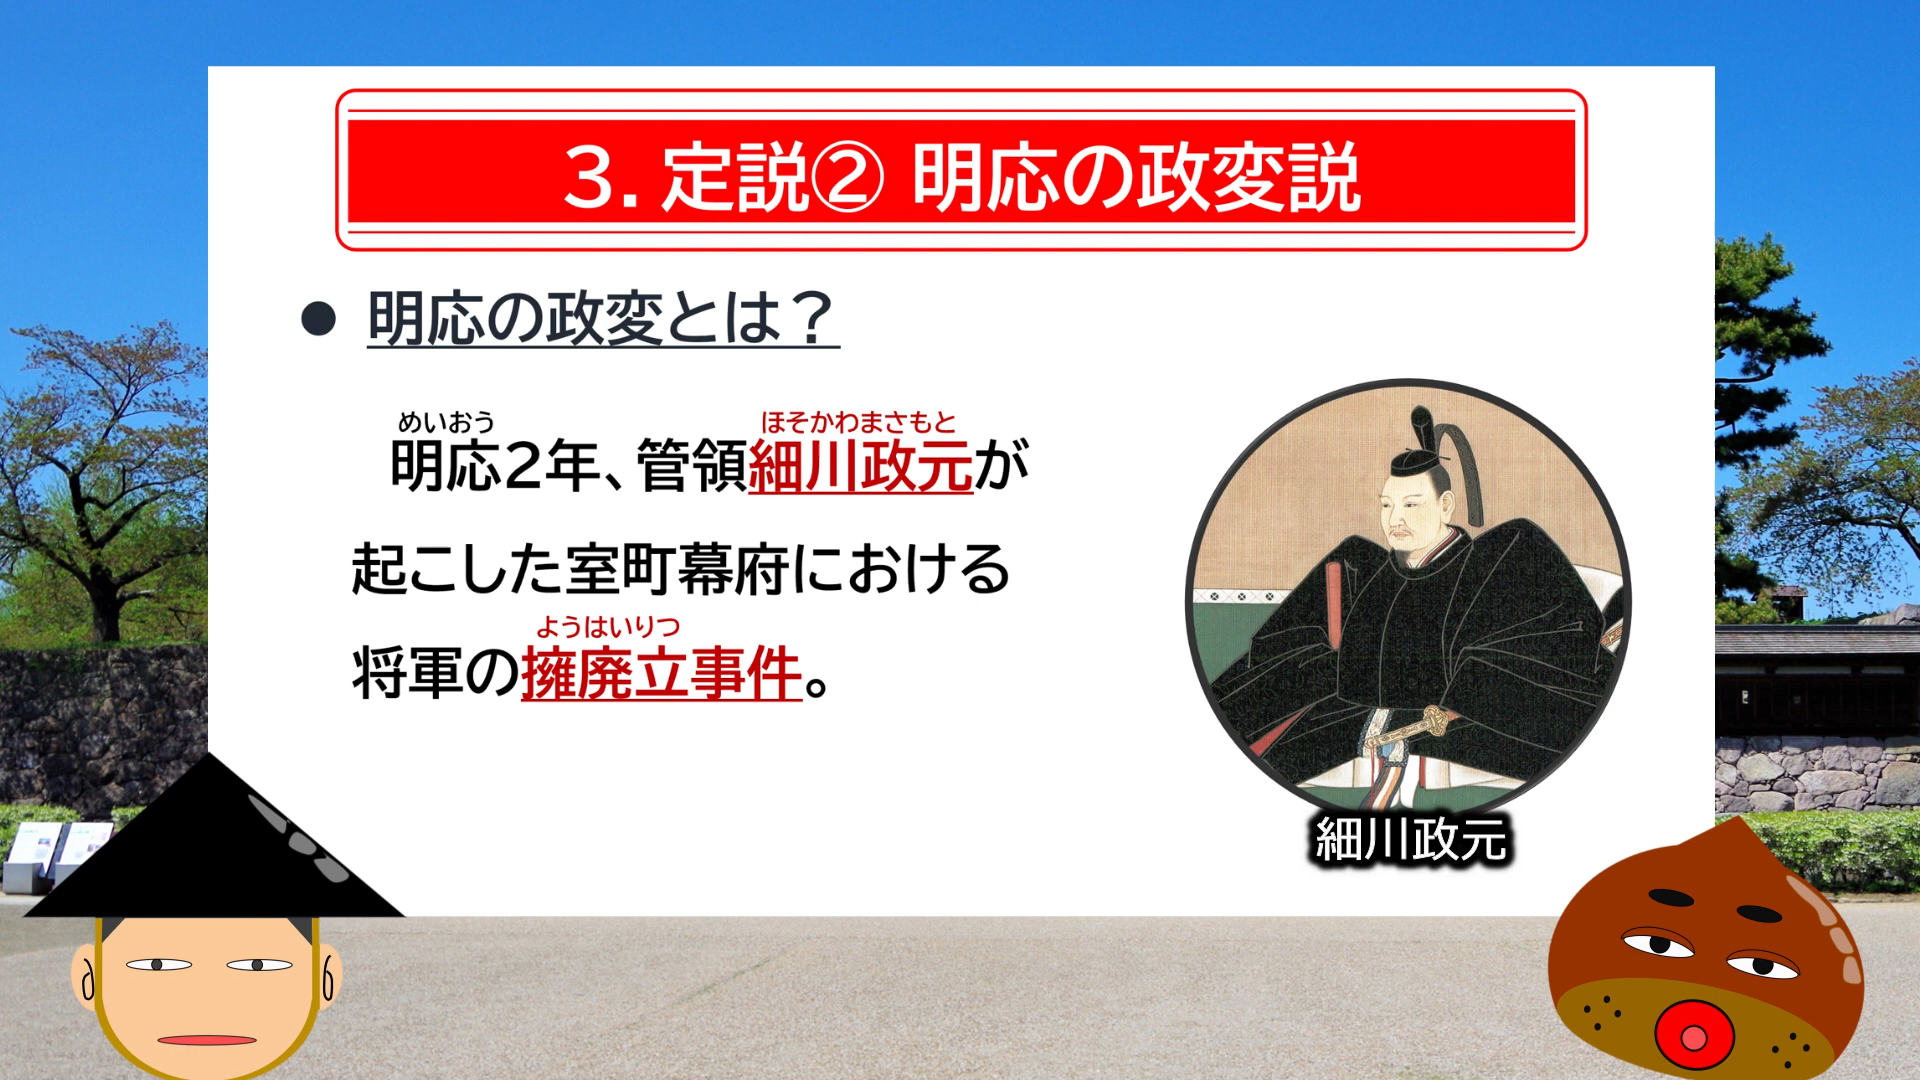 ３．定説② 明応の政変説
● 明応の政変とは？
めいおう ほそかわまさもと
明応２年、管領細川政元が
起こした室町幕府における
ようはいりつ
将軍の擁廃立事件。
細川政元